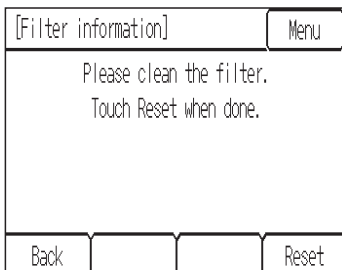 [Filter information] Menu
Please clean the filter.
Touch Reset when done.
Back Reset